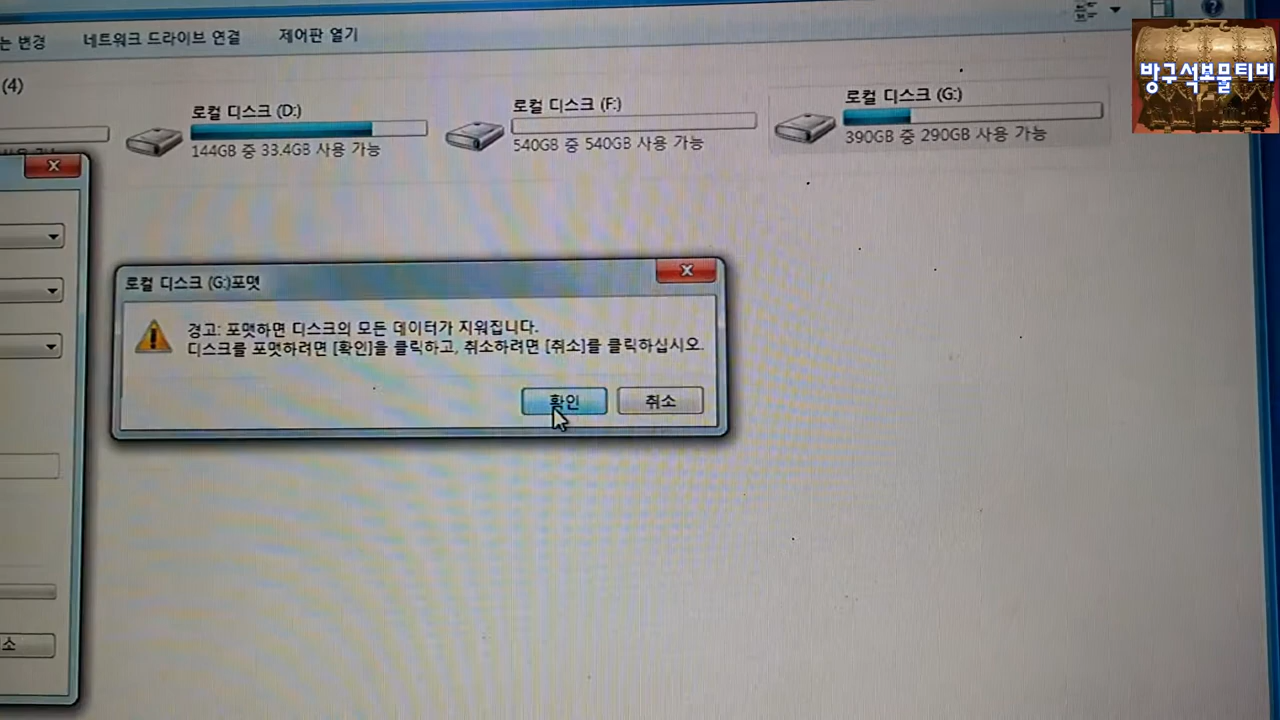 는 변경 네트워크 드라이브 연결 제어판 열기
(4)
로컬 디스크 (D:)
144GB 중 33.4GB 사용 가능
로컬 디스크 (F:)
540GB 중 540GB 사용 가능
로컬 디스크 (G:)
390GB 중 290GB 사용 가능
방구석보물티비
로컬 디스크 (G:)포맷
경고: 포맷하면 디스크의 모든 데이터가 지워집니다.
디스크를 포맷하려면 [확인]을 클릭하고, 취소하려면 [취소]를 클릭하십시오.
확인 취소
소